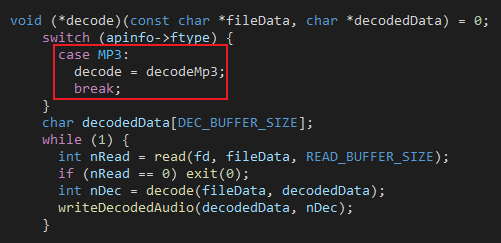 void (*decode)(const char *fileData, char *decodedData) = 0;
switch (apinfo->ftype) {
case MP3:
decode = decodeMp3;
break;
}
char decodedData[DEC_BUFFER_SIZE];
while (1) {
int nRead = read(fd, fileData, READ_BUFFER_SIZE);
if (nRead == 0) exit(0);
int nDec = decode(fileData, decodedData);
writeDecodedAudio(decodedData, nDec);
}